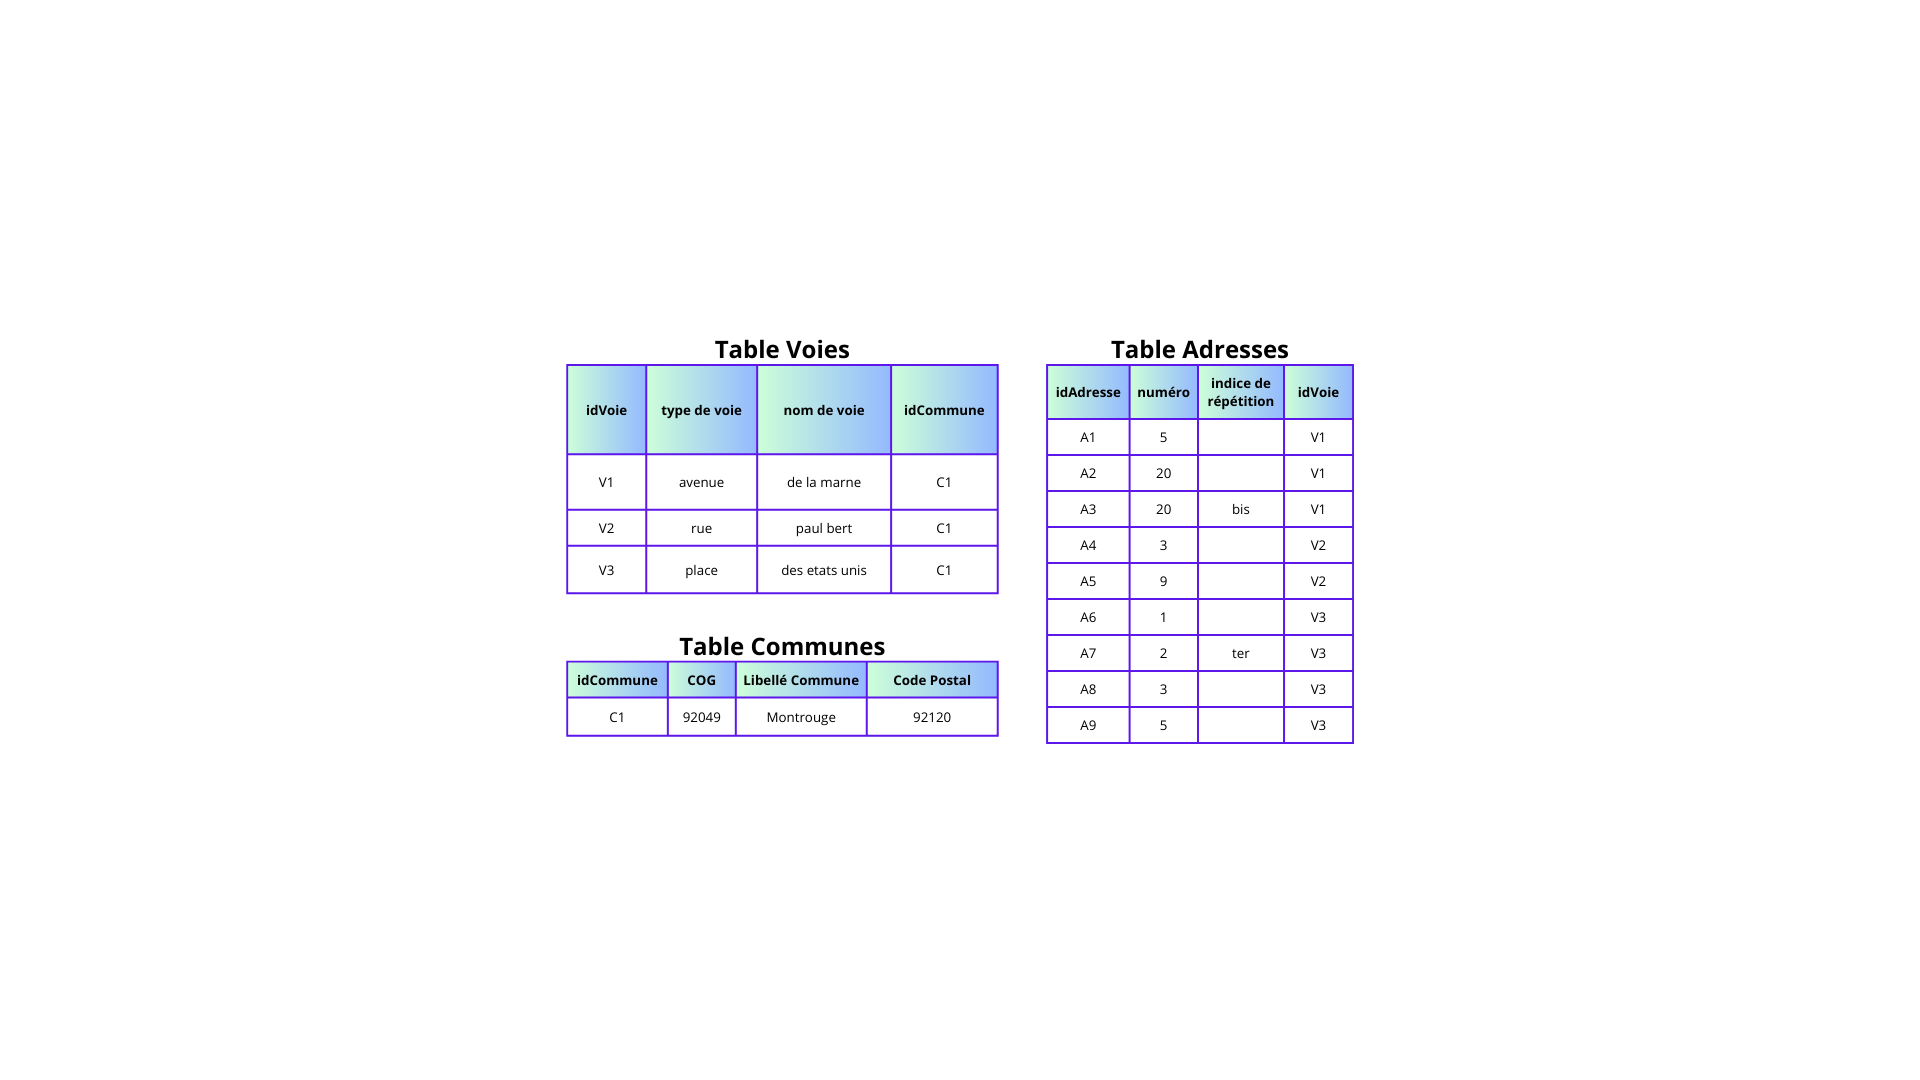 Table Voies
idVoie type de voie nom de voie idCommune
V1 avenue de la marne C1
V2 rue paul bert C1
V3 place des etats unis C1
Table Communes
idCommune COG Libellé Commune Code Postal
C1 92049 Montrouge 92120
Table Adresses
idAdresse numéro indice de répétition idVoie
A1 5 V1
A2 20 V1
A3 20 bis V1
A4 3 V2
A5 9 V2
A6 1 V3
A7 2 ter V3
A8 3 V3
A9 5 V3